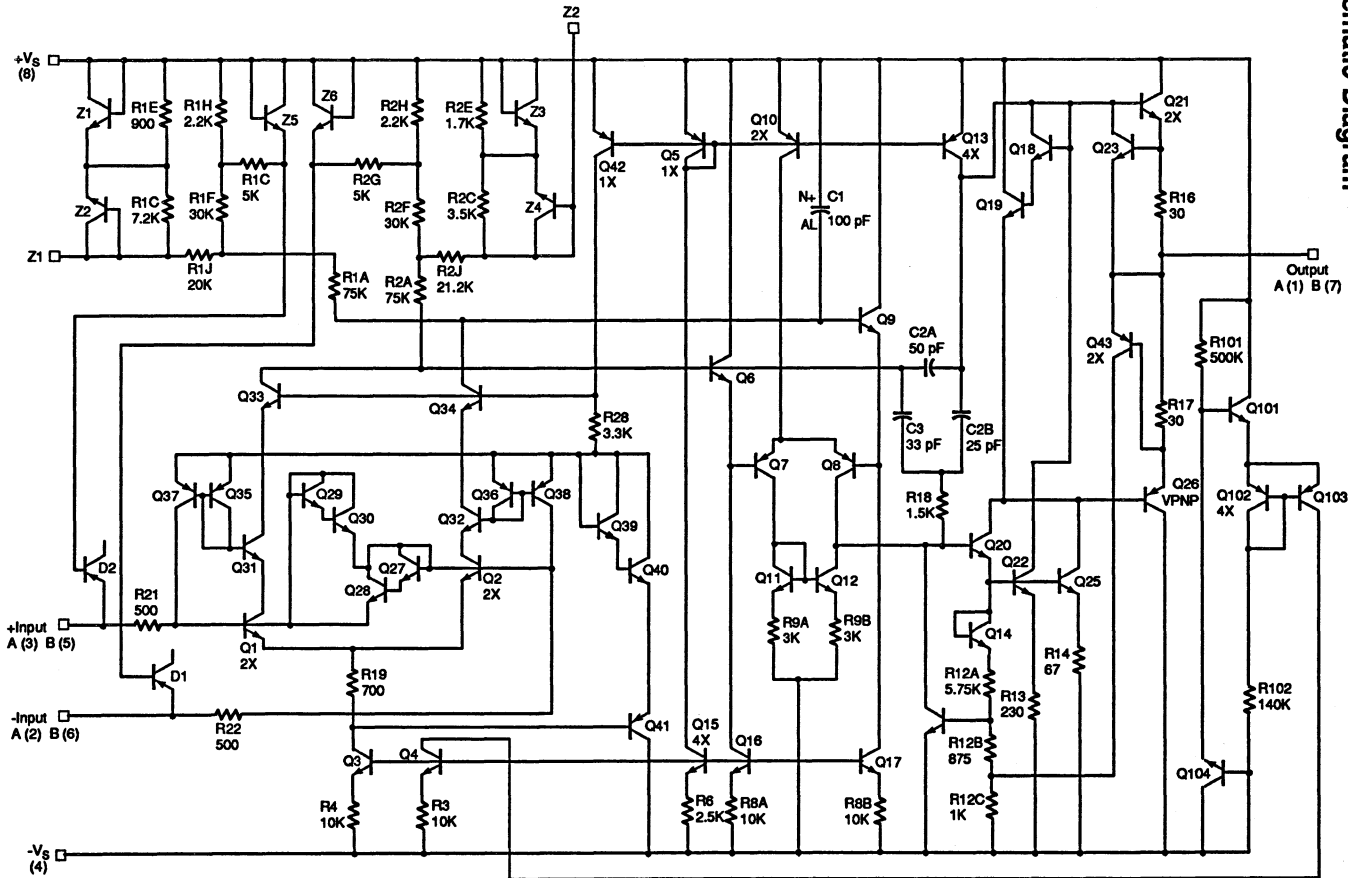 Schematic Diagram
Z2
+VS
(8)
Z1
R1E
900
R1H
2.2K
Z5
Z6
R2H
2.2K
R2E
1.7K
Z3
Q10
2X
Q21
2X
Q42
1X
Q5
1X
Q13
4X
Q18
Q23
Z2
R1C
7.2K
R1F
30K
R1C
5K
R2G
5K
R2F
30K
R2C
3.5K
Z4
N+
AL
C1
100 pF
Q19
R16
30
Z1
R1J
20K
R1A
75K
R2A
75K
R2J
21.2K
Output
A (1) B (7)
Q9
C2A
50 pF
Q43
2X
R101
500K
Q6
Q33
Q34
R28
3.3K
C3
33 pF
C2B
25 pF
R17
30
Q101
Q37
Q35
Q29
Q30
Q36
Q38
Q32
Q39
Q7
Q8
R18
1.5K
Q26
VPNP
Q102
4X
Q103
Q31
Q27
Q28
Q2
2X
Q40
Q20
D2
Q11
Q12
Q22
Q25
R21
500
+Input
A (3) B (5)
Q1
2X
R9A
3K
R9B
3K
Q14
R14
67
D1
R19
700
R12A
5.75K
R13
230
R102
140K
-Input
A (2) B (6)
R22
500
Q41
Q15
4X
Q16
Q3
Q4
Q17
R12B
875
Q104
R4
10K
R3
10K
R6
2.5K
R8A
10K
R8B
10K
R12C
1K
-VS
(4)